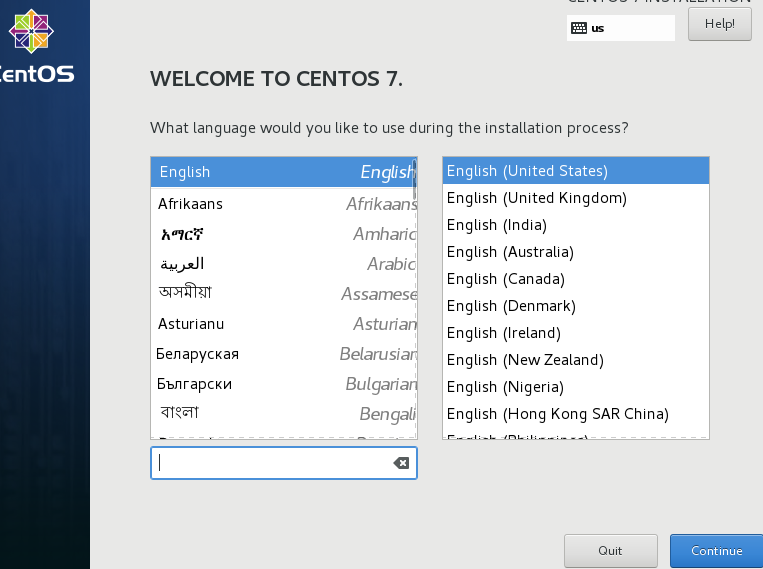 CENTOS 7 INSTALLATION
us
Help!
CentOS
WELCOME TO CENTOS 7.
What language would you like to use during the installation process?
English English
Afrikaans Afrikaans
አማርኛ Amharic
العربية Arabic
অসমীয়া Assamese
Asturianu Asturian
Беларуская Belarusian
Български Bulgarian
বাংলা Bengali
English (United States)
English (United Kingdom)
English (India)
English (Australia)
English (Canada)
English (Denmark)
English (Ireland)
English (New Zealand)
English (Nigeria)
English (Hong Kong SAR China)
English (Philippines)
Quit
Continue